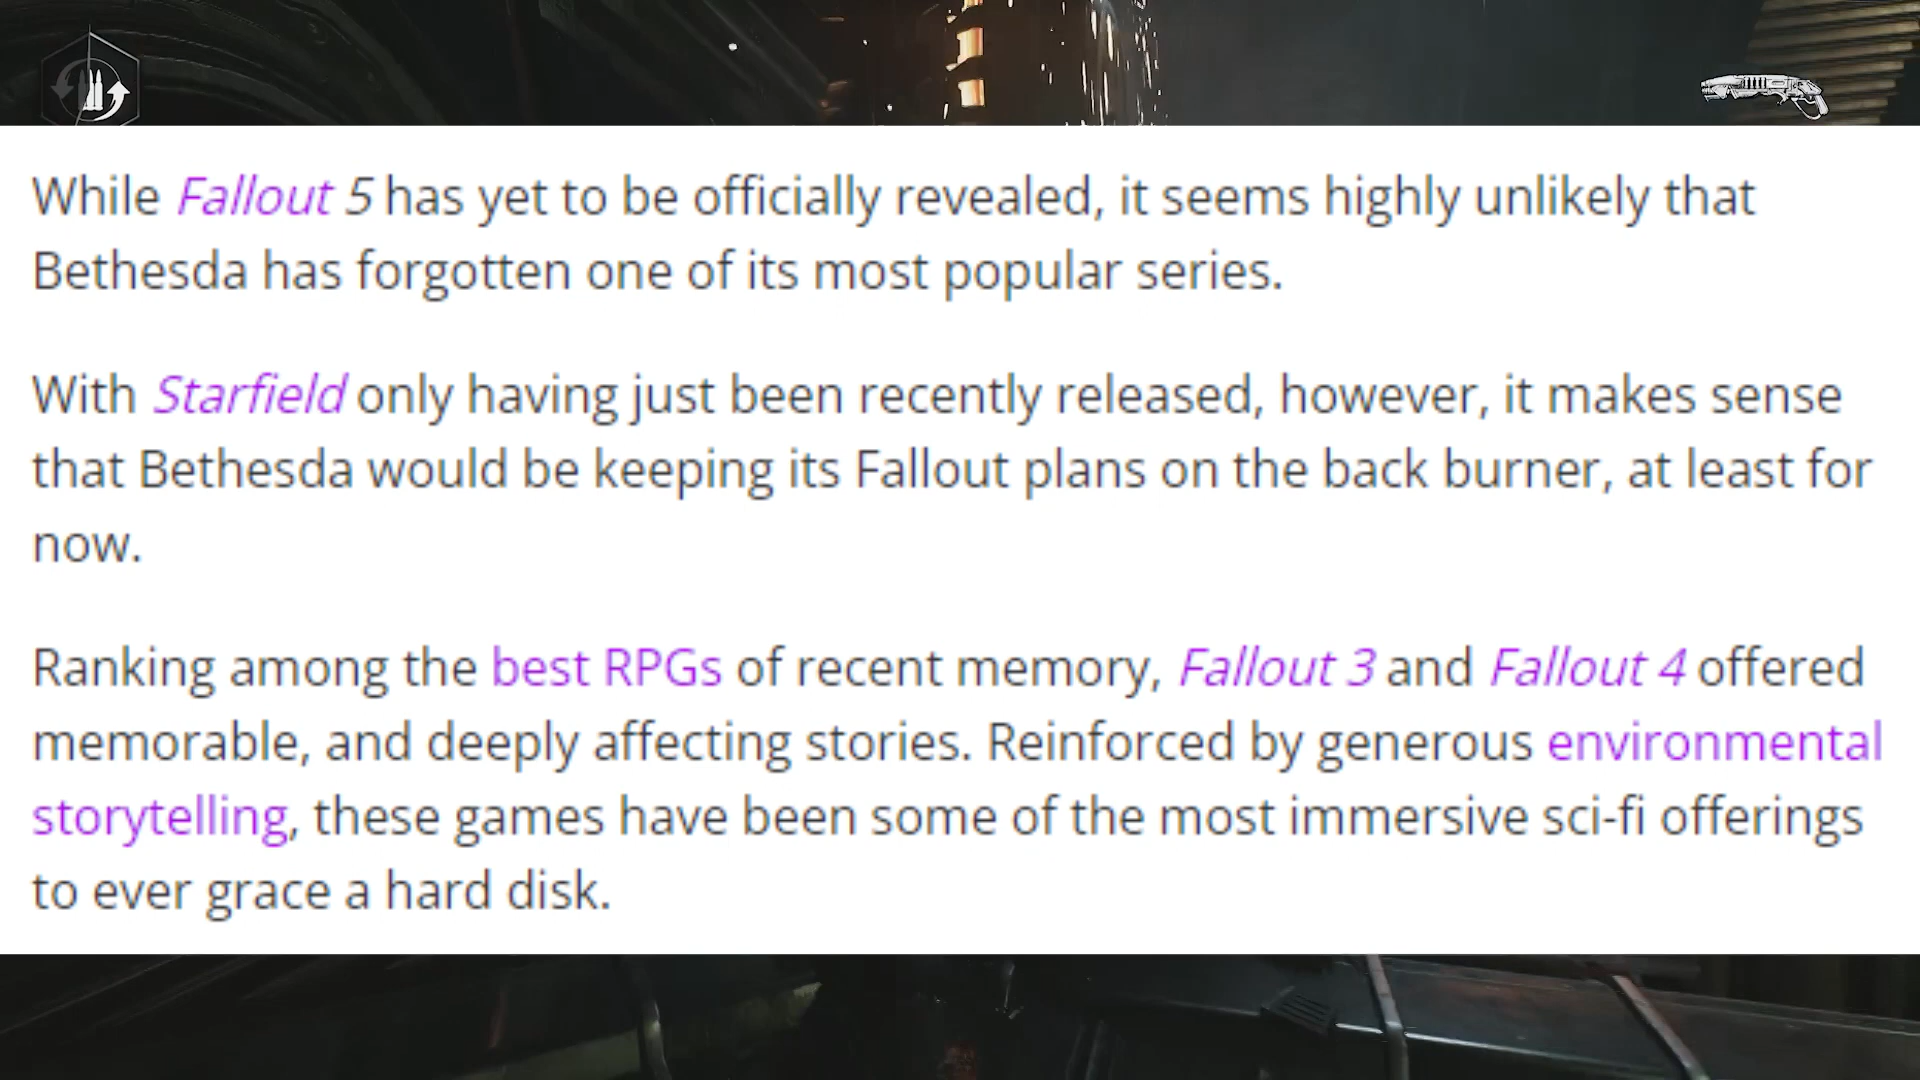 While Fallout 5 has yet to be officially revealed, it seems highly unlikely that
Bethesda has forgotten one of its most popular series.
With Starfield only having just been recently released, however, it makes sense
that Bethesda would be keeping its Fallout plans on the back burner, at least for
now.
Ranking among the best RPGs of recent memory, Fallout 3 and Fallout 4 offered
memorable, and deeply affecting stories. Reinforced by generous environmental
storytelling, these games have been some of the most immersive sci-fi offerings
to ever grace a hard disk.